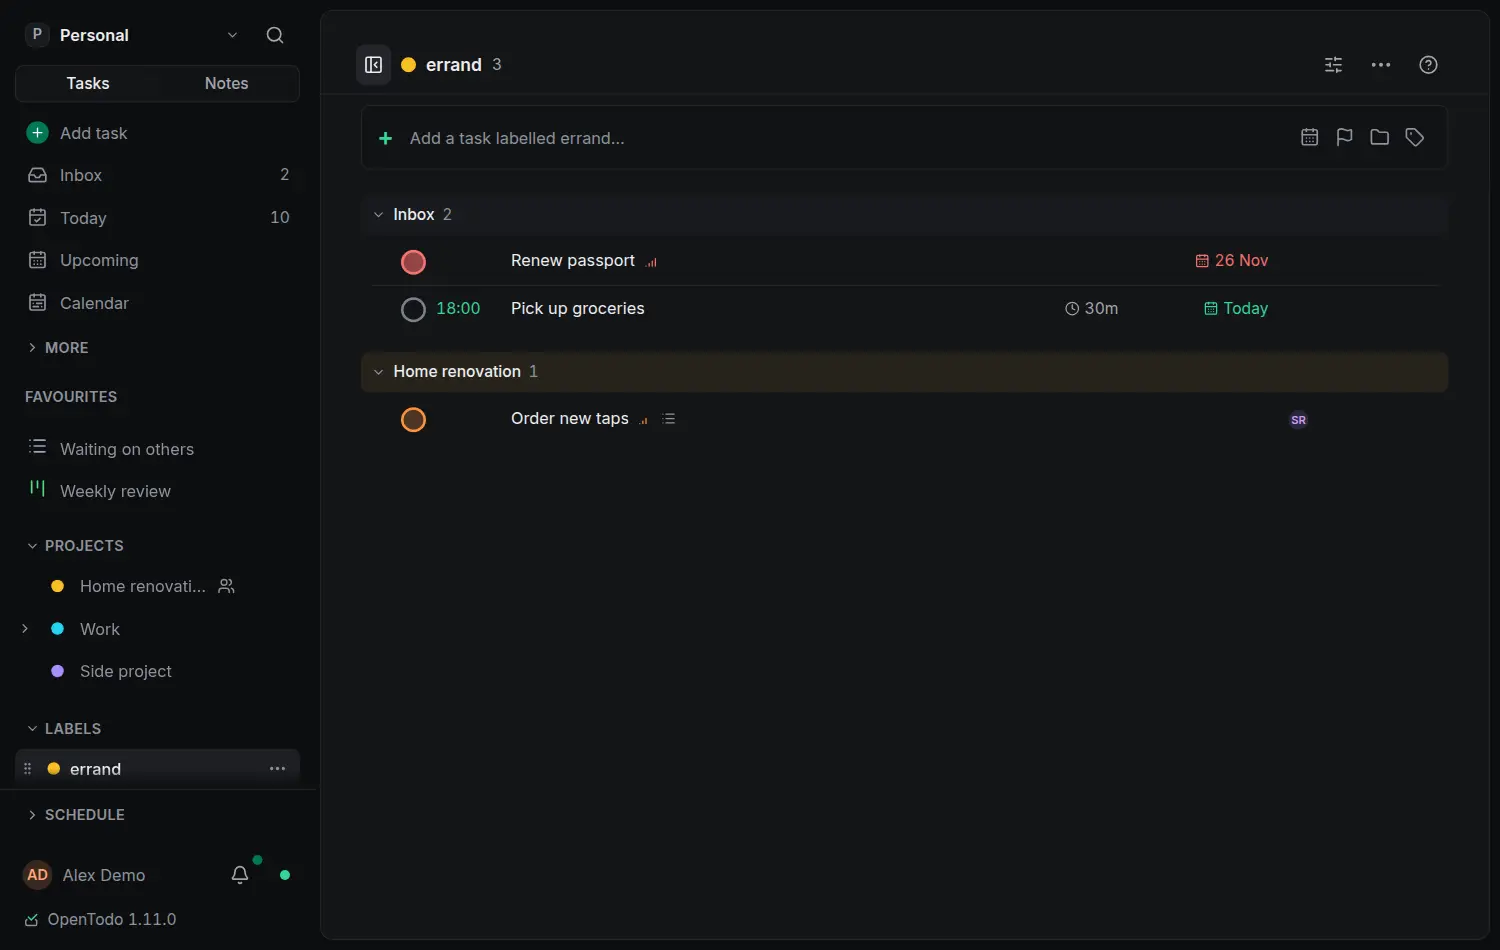 P Personal
Tasks Notes
Add task
Inbox 2
Today 10
Upcoming
Calendar
MORE
FAVOURITES
Waiting on others
Weekly review
PROJECTS
Home renovati...
Work
Side project
LABELS
errand
SCHEDULE
AD Alex Demo
OpenTodo 1.11.0
errand 3
Add a task labelled errand...
Inbox 2
Renew passport 26 Nov
18:00 Pick up groceries 30m Today
Home renovation 1
Order new taps SR